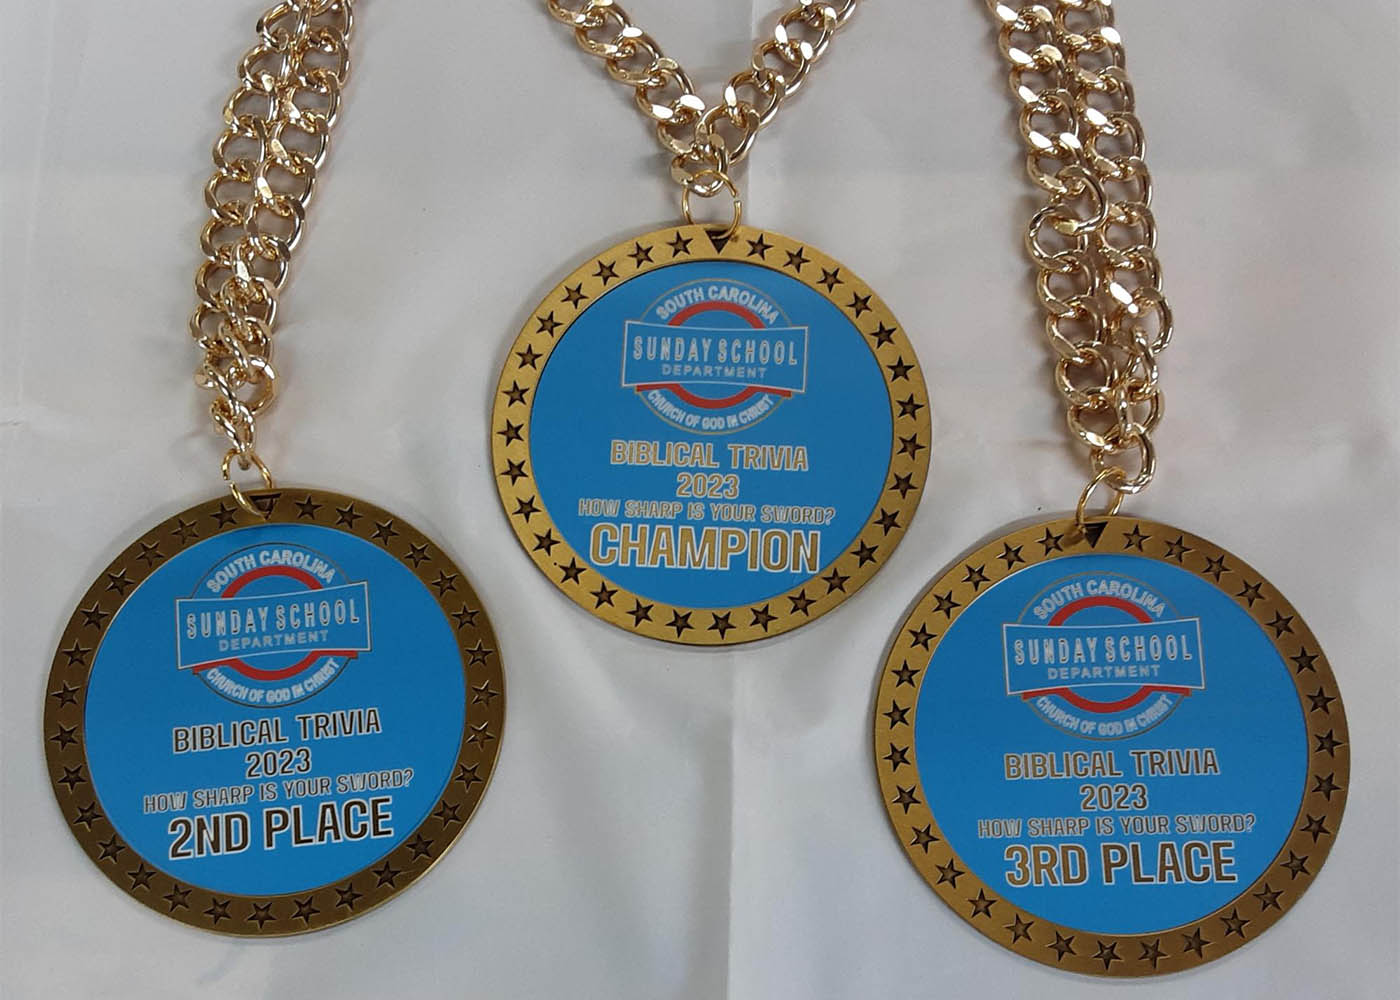 SOUTH CAROLINA
SUNDAY SCHOOL
DEPARTMENT
CHURCH OF GOD IN CHRIST
BIBLICAL TRIVIA
2023
HOW SHARP IS YOUR SWORD?
CHAMPION
SOUTH CAROLINA
SUNDAY SCHOOL
DEPARTMENT
CHURCH OF GOD IN CHRIST
BIBLICAL TRIVIA
2023
HOW SHARP IS YOUR SWORD?
2ND PLACE
SOUTH CAROLINA
SUNDAY SCHOOL
DEPARTMENT
CHURCH OF GOD IN CHRIST
BIBLICAL TRIVIA
2023
HOW SHARP IS YOUR SWORD?
3RD PLACE